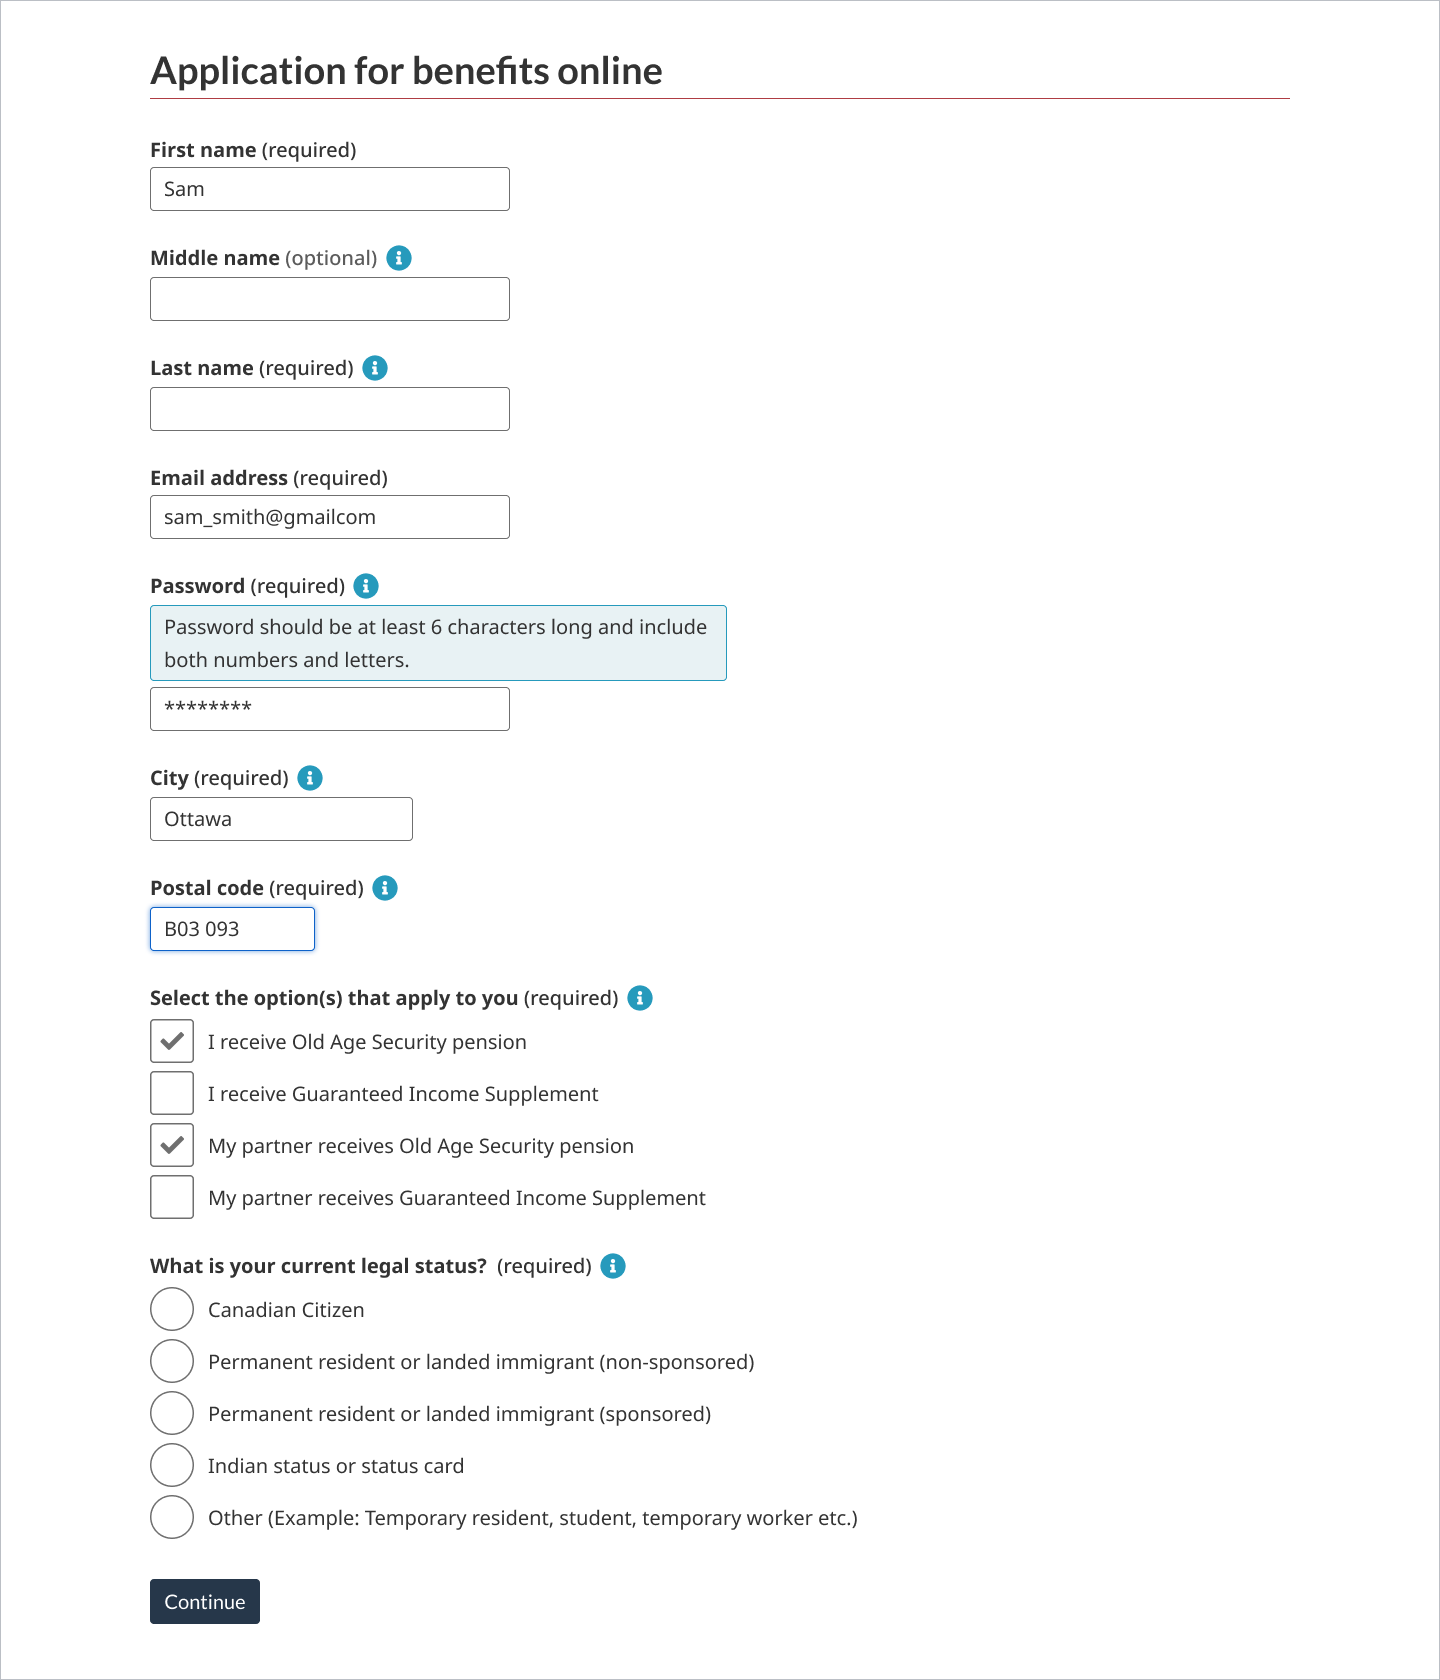 Application for benefits online
First name (required)
Sam
Middle name (optional)
Last name (required)
Email address (required)
sam_smith@gmailcom
Password (required)
Password should be at least 6 characters long and include
both numbers and letters.
********
City (required)
Ottawa
Postal code (required)
B03 093
Select the option(s) that apply to you (required)
I receive Old Age Security pension
I receive Guaranteed Income Supplement
My partner receives Old Age Security pension
My partner receives Guaranteed Income Supplement
What is your current legal status? (required)
Canadian Citizen
Permanent resident or landed immigrant (non-sponsored)
Permanent resident or landed immigrant (sponsored)
Indian status or status card
Other (Example: Temporary resident, student, temporary worker etc.)
Continue